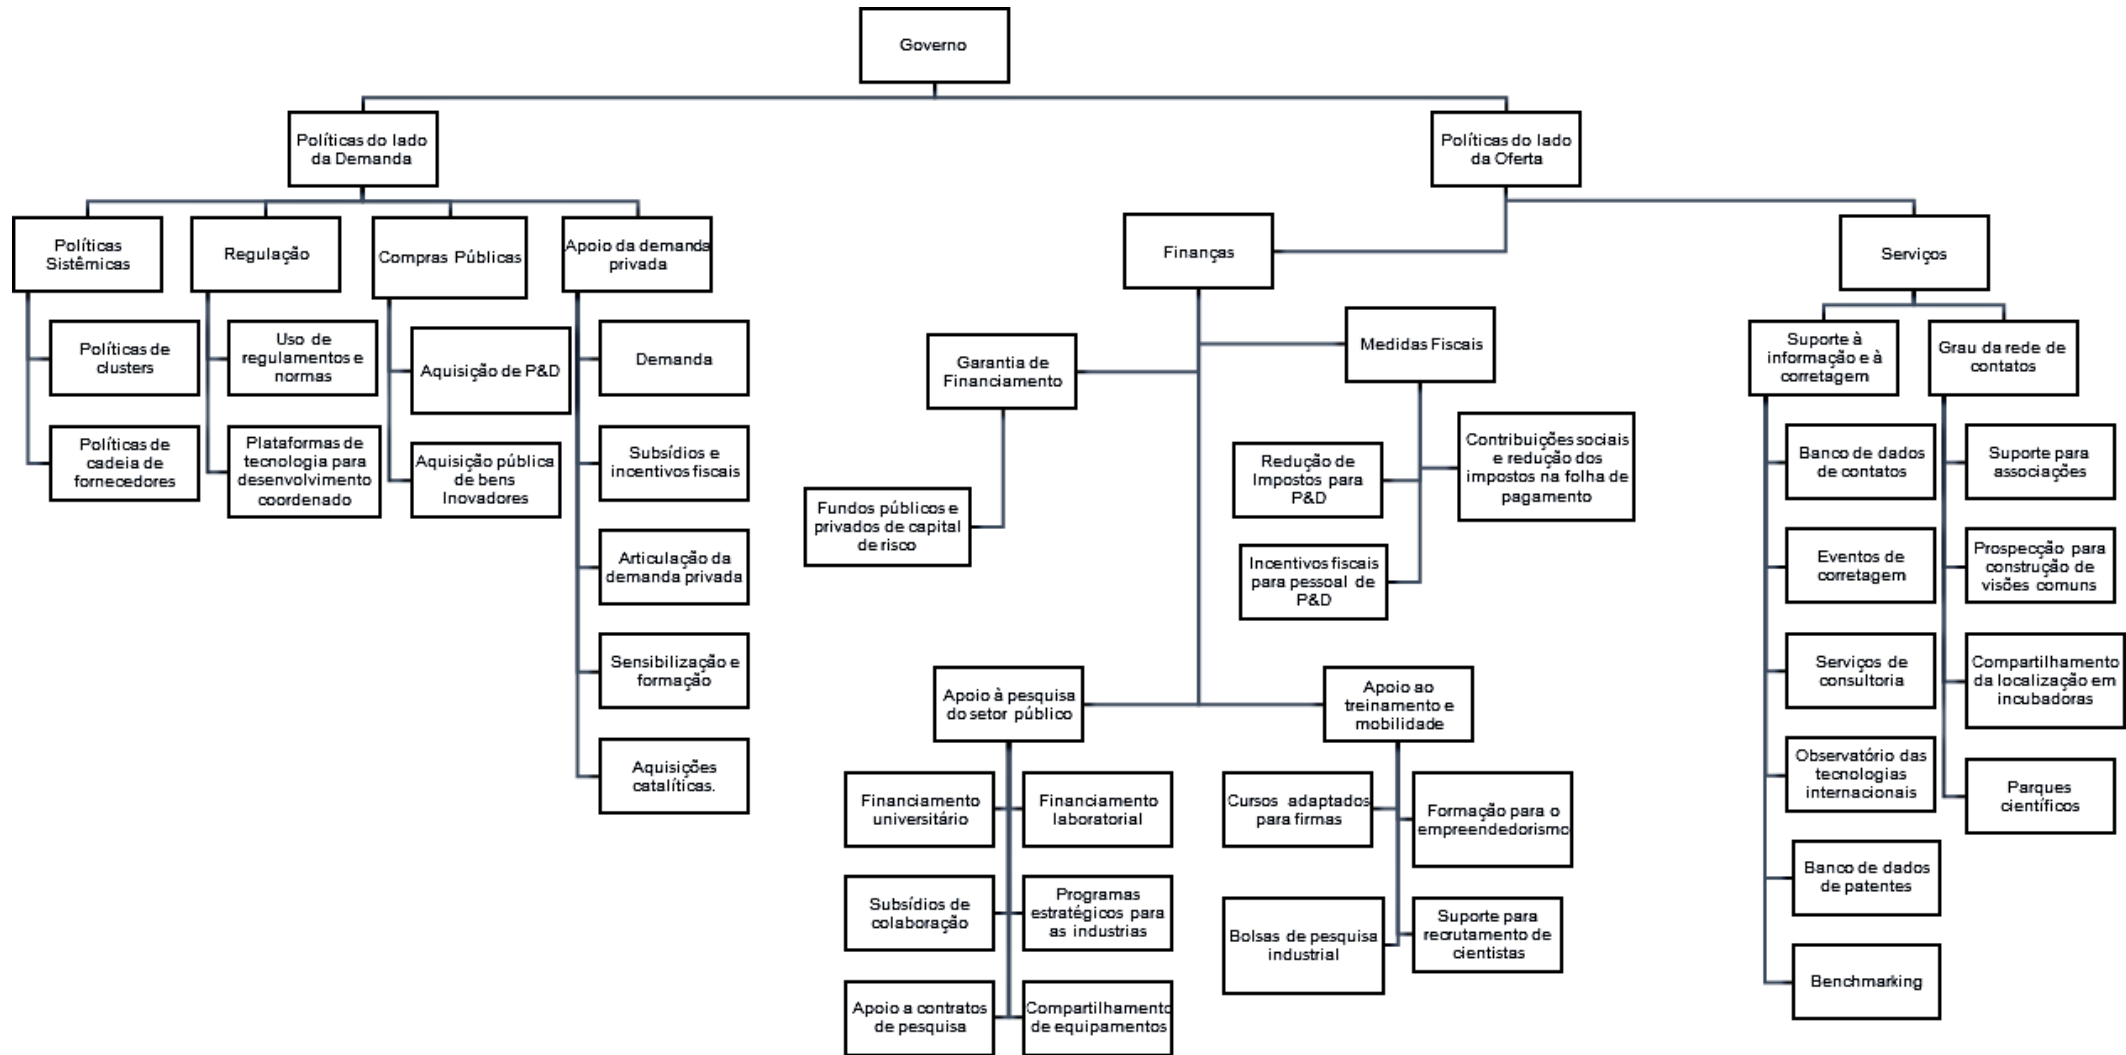 Governo
Políticas do lado
da Demanda
Políticas do lado
da Oferta
Políticas
Sistêmicas
Regulação
Compras Públicas
Apoio da demanda
privada
Finanças
Serviços
Políticas de
clusters
Políticas de
cadeia de
fornecedores
Uso de
regulamentos e
normas
Plataformas de
tecnologia para
desenvolvimento
coordenado
Aquisição de P&D
Aquisição pública
de bens
Inovadores
Demanda
Subsídios e
incentivos fiscais
Articulação da
demanda privada
Sensibilização e
formação
Aquisições
catalíticas.
Garantia de
Financiamento
Fundos públicos e
privados de capital
de risco
Medidas Fiscais
Redução de
Impostos para
P&D
Contribuições sociais
e redução dos
impostos na folha de
pagamento
Incentivos fiscais
para pessoal de
P&D
Apoio à pesquisa
do setor público
Financiamento
universitário
Financiamento
laboratorial
Subsídios de
colaboração
Programas
estratégicos para
as industrias
Apoio a contratos
de pesquisa
Compartilhamento
de equipamentos
Apoio ao
treinamento e
mobilidade
Cursos adaptados
para firmas
Formação para o
empreendedorismo
Bolsas de pesquisa
industrial
Suporte para
recrutamento de
cientistas
Suporte à
informação e à
corretagem
Banco de dados
de contatos
Eventos de
corretagem
Serviços de
consultoria
Observatório das
tecnologias
internacionais
Banco de dados
de patentes
Benchmarking
Grau da rede de
contatos
Suporte para
associações
Prospecção para
construção de
visões comuns
Compartilhamento
da localização em
incubadoras
Parques
científicos